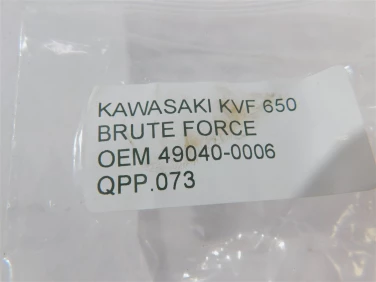 KAWASAKI KVF 650
BRUTE FORCE
OEM 49040-0006
QPP.073